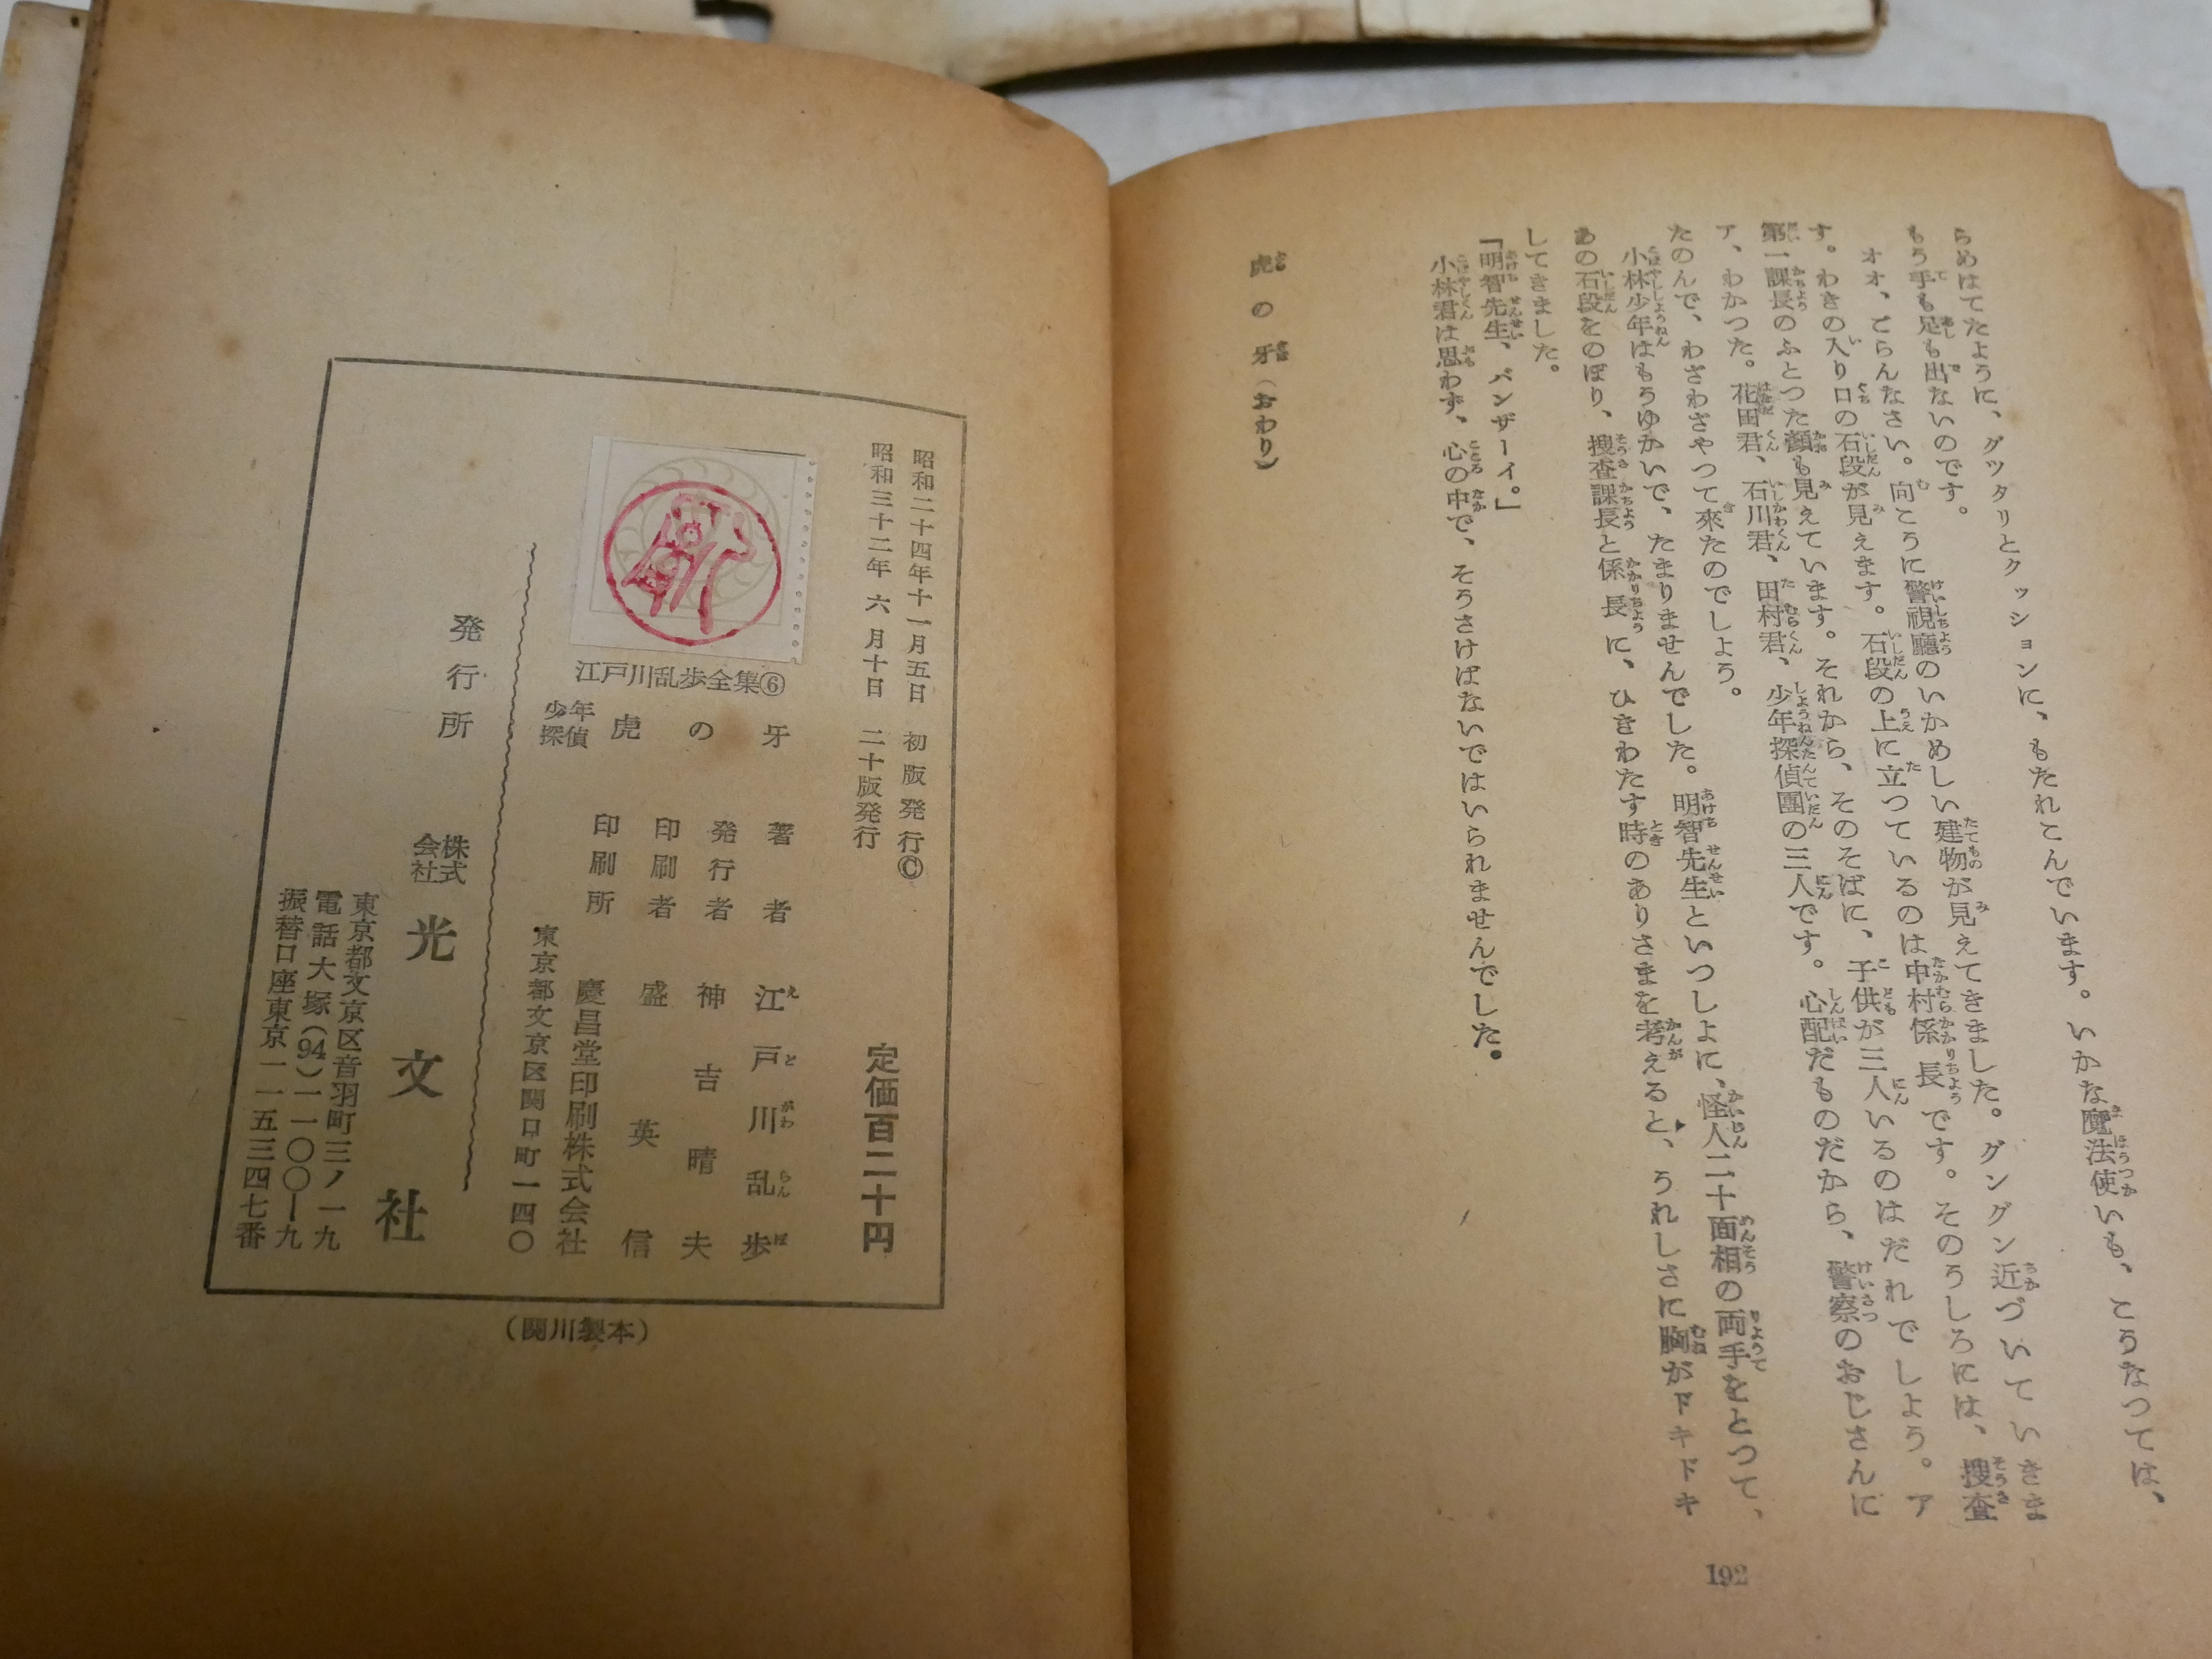 らめはてたように、グツタリとクッションに、もたれこんでいます。いかな魔法使いも、こうなつては、
もう手も足も出ないのです。
オオ、ごらんなさい。向こうに警視廳のいかめしい建物が見えてきました。グングン近づいていきま
す。わきの入り口の石段が見えます。石段の上に立つているのは中村係長です。そのうしろには、捜査
第一課長のふとつた顔も見えています。それから、そのそばに、子供が三人いるのはだれでしよう。ア
ア、わかつた。花田君、石川君、田村君、少年探偵團の三人です。心配だものだから、警察のおじさんに
たのんで、わざわざやつて來たのでしよう。
小林少年はもうゆかいで、たまりませんでした。明智先生といつしよに、怪人二十面相の両手をとつて、
あの石段をのぼり、捜査課長と係長に、ひきわたす時のありさまを考えると、うれしさに胸がドキドキ
してきました。
「明智先生、バンザーイ。」
小林君は思わず、心の中で、そうさけばないではいられませんでした。
虎の牙（おわり）
192
昭和二十四年十一月五日 初版発行©
昭和三十二年六月十日 二十版発行
定価百二十円
江戸川乱歩全集⑥
少年探偵 虎の牙
著者 江戸川乱歩
発行者 神吉晴夫
印刷者 盛英信
印刷所 慶昌堂印刷株式会社
東京都文京区関口町一四〇
発行所 株式会社 光文社
東京都文京区音羽町三ノ一九
電話大塚(94)一一〇〇―九
振替口座東京一一五三四七番
(関川製本)